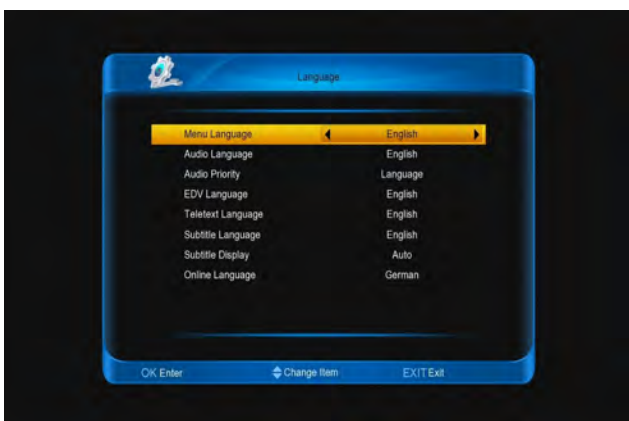 Language
Menu Language English
Audio Language English
Audio Priority Language
EDV Language English
Teletext Language English
Subtitle Language English
Subtitle Display Auto
Online Language German
OK Enter Change Item EXIT Exit